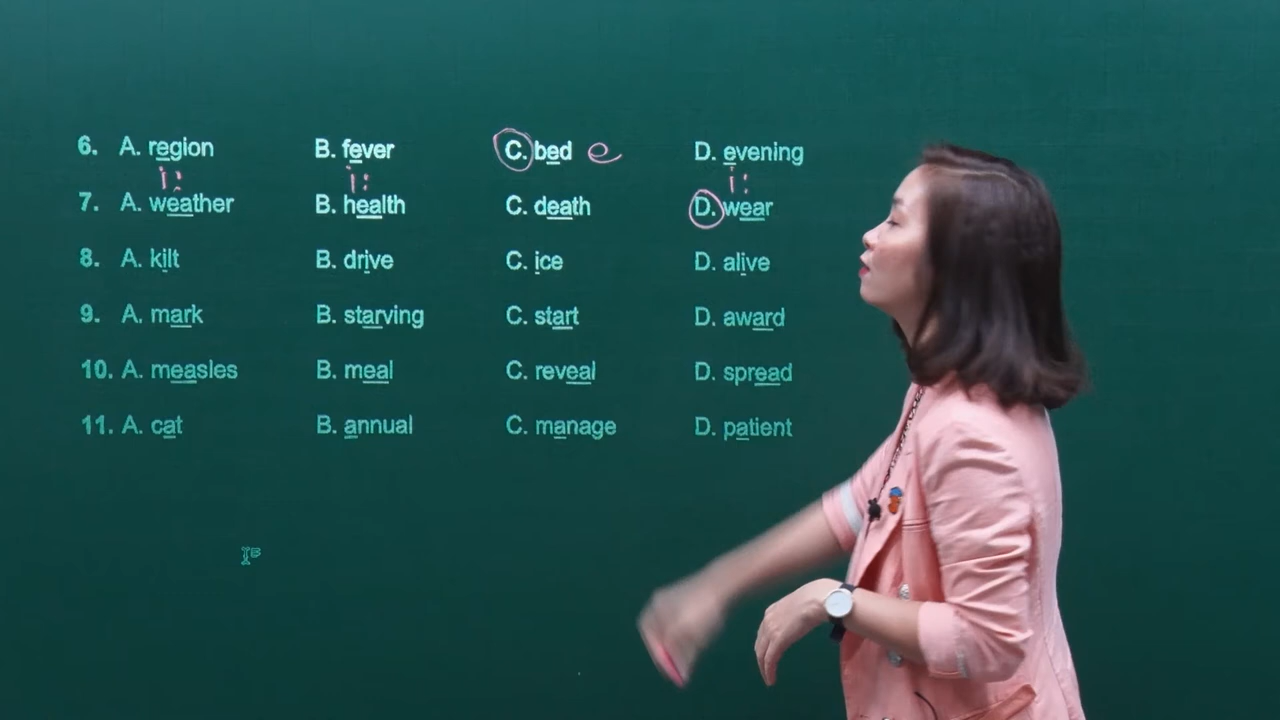 6. A. region B. fever C. bed e D. evening
i: i: i:
7. A. weather B. health C. death D. wear
8. A. kilt B. drive C. ice D. alive
9. A. mark B. starving C. start D. award
10. A. measles B. meal C. reveal D. spread
11. A. cat B. annual C. manage D. patient